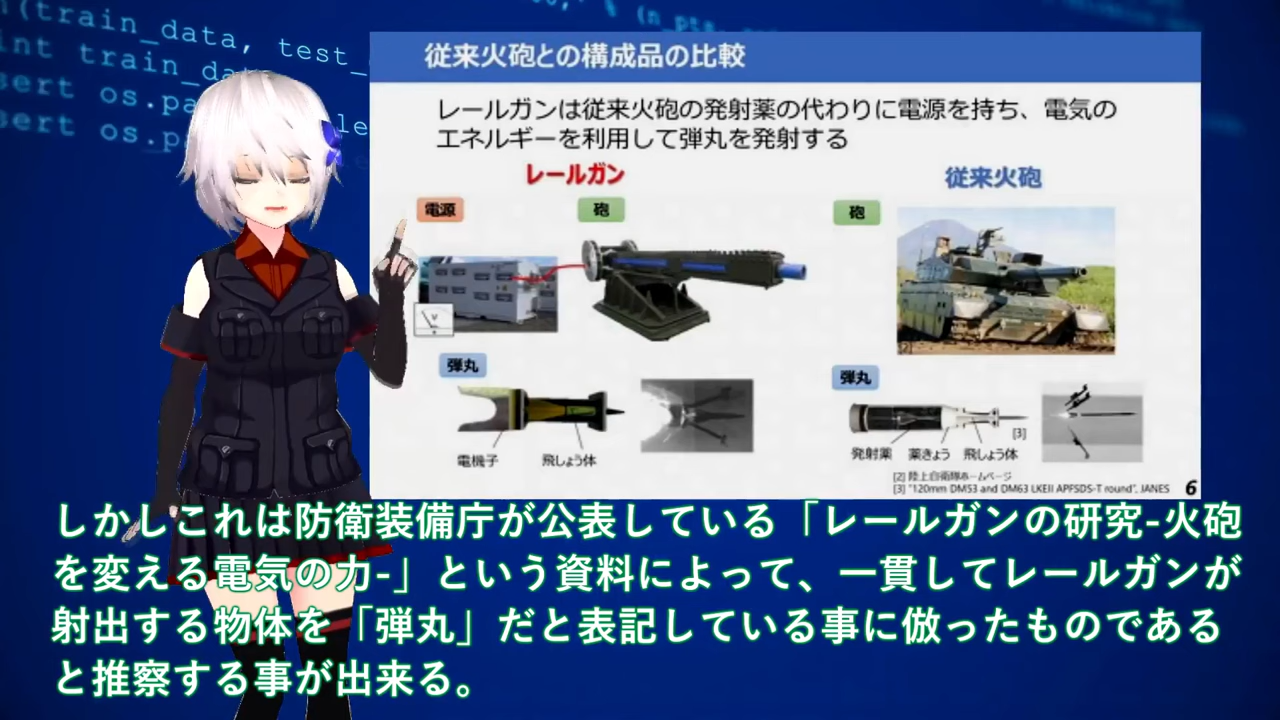 (train_data, test_
int train_da
sert os.pa
sert os.p
le
従来火砲との構成品の比較
レールガンは従来火砲の発射薬の代わりに電源を持ち、電気の
エネルギーを利用して弾丸を発射する
レールガン
従来火砲
電源
砲
砲
弾丸
弾丸
電機子
飛しょう体
発射薬
薬きょう
飛しょう体
[3]
[2] 陸上自衛隊ホームページ
[3] "120mm DM53 and DM63 LKEII APFSDS-T round", JANES
6
しかしこれは防衛装備庁が公表している「レールガンの研究-火砲
を変える電気の力-」という資料によって、一貫してレールガンが
射出する物体を「弾丸」だと表記している事に倣ったものである
と推察する事が出来る。